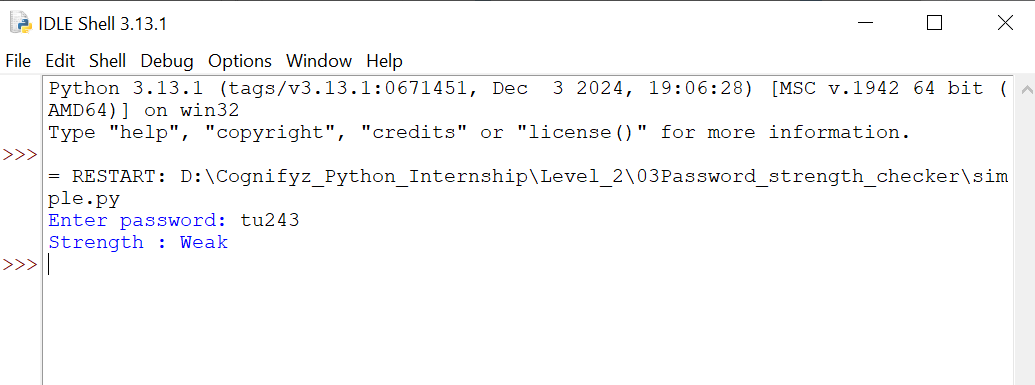 IDLE Shell 3.13.1
File Edit Shell Debug Options Window Help
Python 3.13.1 (tags/v3.13.1:0671451, Dec  3 2024, 19:06:28) [MSC v.1942 64 bit (
AMD64)] on win32
Type "help", "copyright", "credits" or "license()" for more information.
>>>
= RESTART: D:\Cognifyz_Python_Internship\Level_2\03Password_strength_checker\sim
ple.py
Enter password: tu243
Strength : Weak
>>>